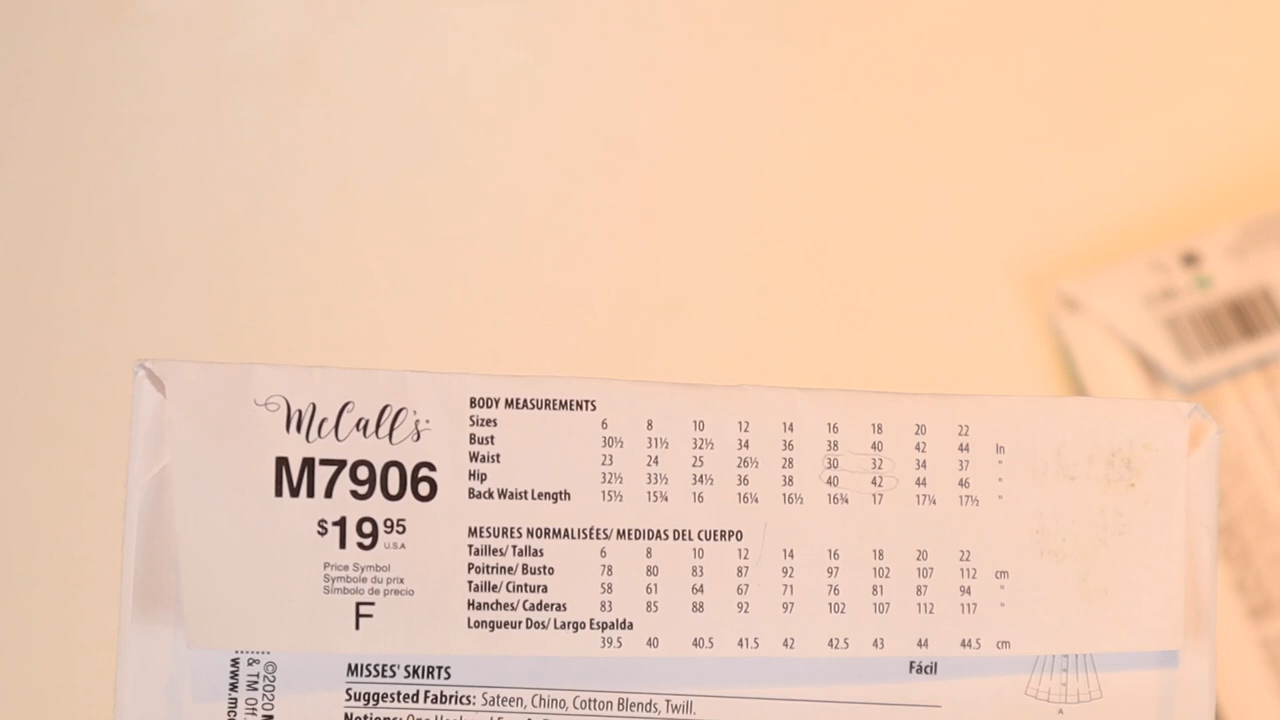 McCall's
M7906
$19.95
U.S.A
Price Symbol
Symbole du prix
Símbolo de precio
F
BODY MEASUREMENTS
Sizes 6 8 10 12 14 16 18 20 22
Bust 30½ 31½ 32½ 34 36 38 40 42 44 In
Waist 23 24 25 26½ 28 30 32 34 37 "
Hip 32½ 33½ 34½ 36 38 40 42 44 46 "
Back Waist Length 15½ 15¾ 16 16¼ 16½ 16¾ 17 17¼ 17½ "
MESURES NORMALISÉES/ MEDIDAS DEL CUERPO
Tailles/ Tallas 6 8 10 12 14 16 18 20 22
Poitrine/ Busto 78 80 83 87 92 97 102 107 112 cm
Taille/ Cintura 58 61 64 67 71 76 81 87 94 "
Hanches/ Caderas 83 85 88 92 97 102 107 112 117 "
Longueur Dos/ Largo Espalda
39.5 40 40.5 41.5 42 42.5 43 44 44.5 cm
MISSES' SKIRTS Fácil
Suggested Fabrics: Sateen, Chino, Cotton Blends, Twill.
Notions: One Hook and
©2020
& TM Off.
www.mc
A